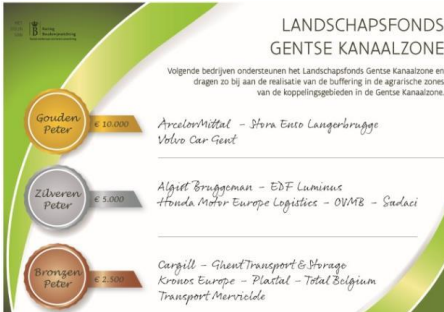 LANDSCHAPSFONDS
GENTSE KANAALZONE
Volgende bedrijven ondersteunen het Landschapsfonds Gentse Kanaalzone en
dragen zo bij aan de realisatie van de buffering in de agrarische zones
van de koppelingsgebieden in de Gentse Kanaalzone.
Gouden
Peter
€ 10.000
ArcelorMittal – Stora Enso Langerbrugge
Volvo Car Gent
Zilveren
Peter
€ 5.000
Algist Bruggeman – EDF Luminus
Honda Motor Europe Logistics – OVMB – Sadaci
Bronzen
Peter
€ 2.500
Cargill – Ghent Transport & Storage
Kronos Europe – Plastal – Total Belgium
Transport Mervielde